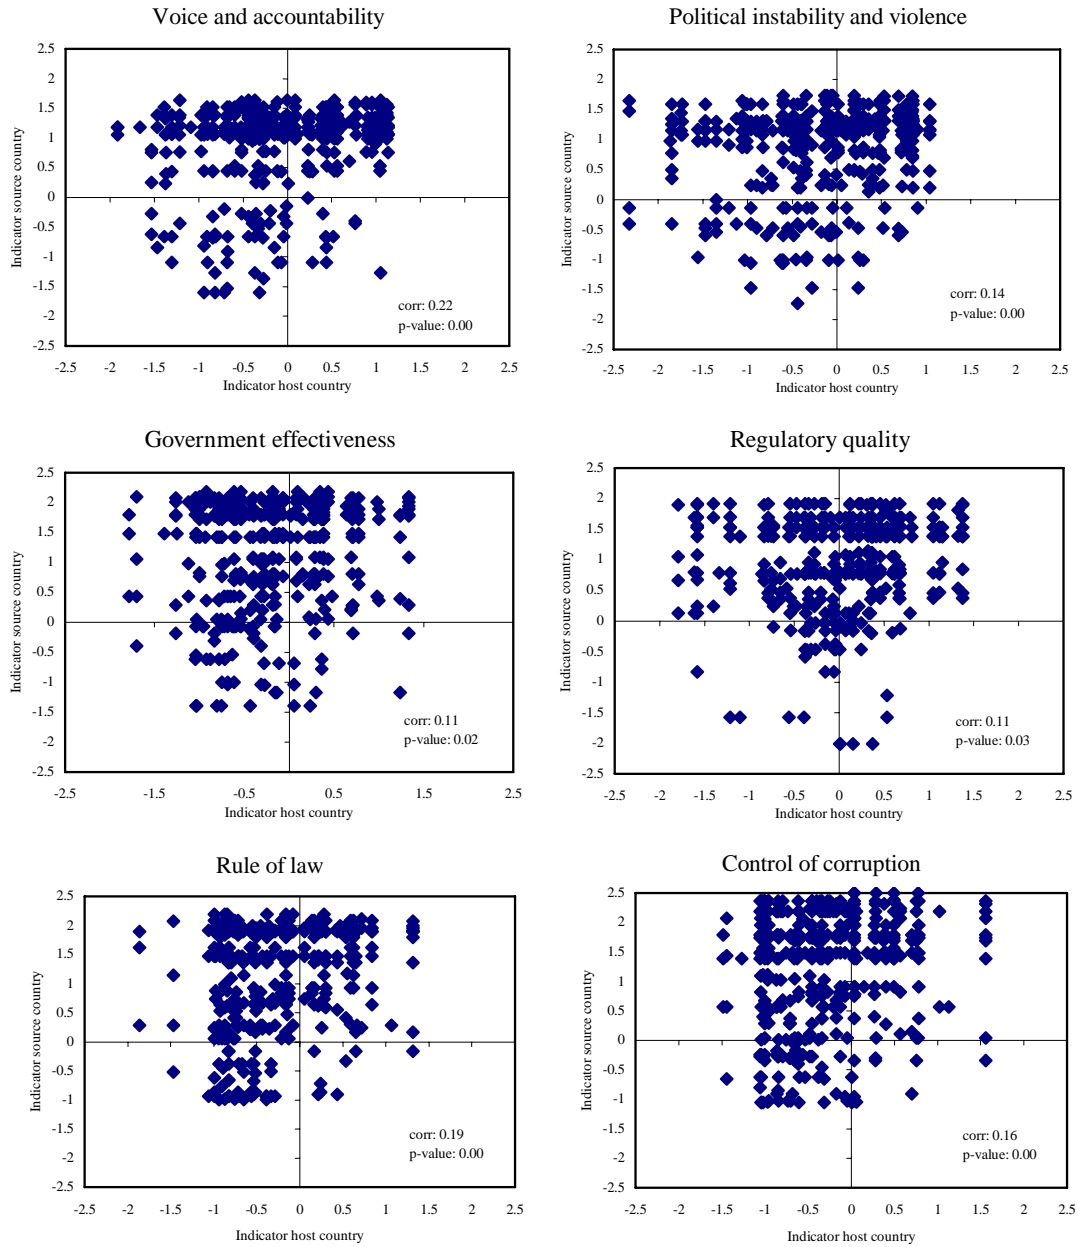 Voice and accountability
2.5
2
1.5
1
0.5
0
-0.5
-1
-1.5
-2
-2.5
Indicator source country
corr: 0.22
p-value: 0.00
-2.5 -2 -1.5 -1 -0.5 0 0.5 1 1.5 2 2.5
Indicator host country
Political instability and violence
2.5
2
1.5
1
0.5
0
-0.5
-1
-1.5
-2
-2.5
Indicator source country
corr: 0.14
p-value: 0.00
-2.5 -2 -1.5 -1 -0.5 0 0.5 1 1.5 2 2.5
Indicator host country
Government effectiveness
2.5
2
1.5
1
0.5
0
-0.5
-1
-1.5
-2
-2.5
Indicator source country
corr: 0.11
p-value: 0.02
-2.5 -1.5 -0.5 0 0.5 1.5 2.5
Indicator host country
Regulatory quality
2.5
2
1.5
1
0.5
0
-0.5
-1
-1.5
-2
-2.5
Indicator source country
corr: 0.11
p-value: 0.03
-2.5 -2 -1.5 -1 -0.5 0 0.5 1 1.5 2 2.5
Indicator host country
Rule of law
2.5
2
1.5
1
0.5
0
-0.5
-1
-1.5
-2
-2.5
Indicator source country
corr: 0.19
p-value: 0.00
-2.5 -2 -1.5 -1 -0.5 0 0.5 1 1.5 2 2.5
Indicator host country
Control of corruption
2.5
2
1.5
1
0.5
0
-0.5
-1
-1.5
-2
-2.5
Indicator source country
corr: 0.16
p-value: 0.00
-2.5 -2 -1.5 -1 -0.5 0 0.5 1 1.5 2 2.5
Indicator host country